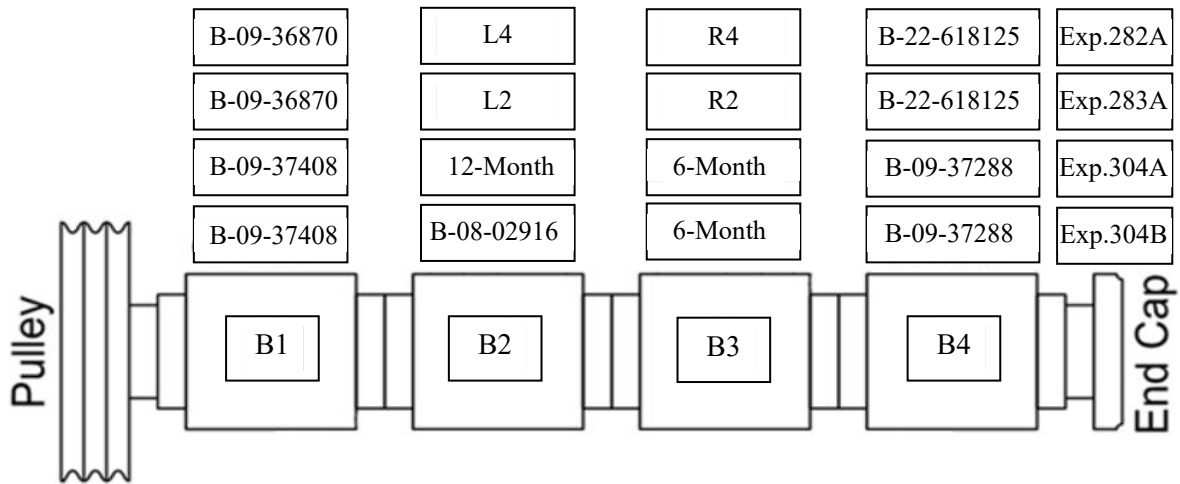 B-09-36870 L4 R4 B-22-618125 Exp.282A
B-09-36870 L2 R2 B-22-618125 Exp.283A
B-09-37408 12-Month 6-Month B-09-37288 Exp.304A
B-09-37408 B-08-02916 6-Month B-09-37288 Exp.304B
Pulley B1 B2 B3 B4 End Cap